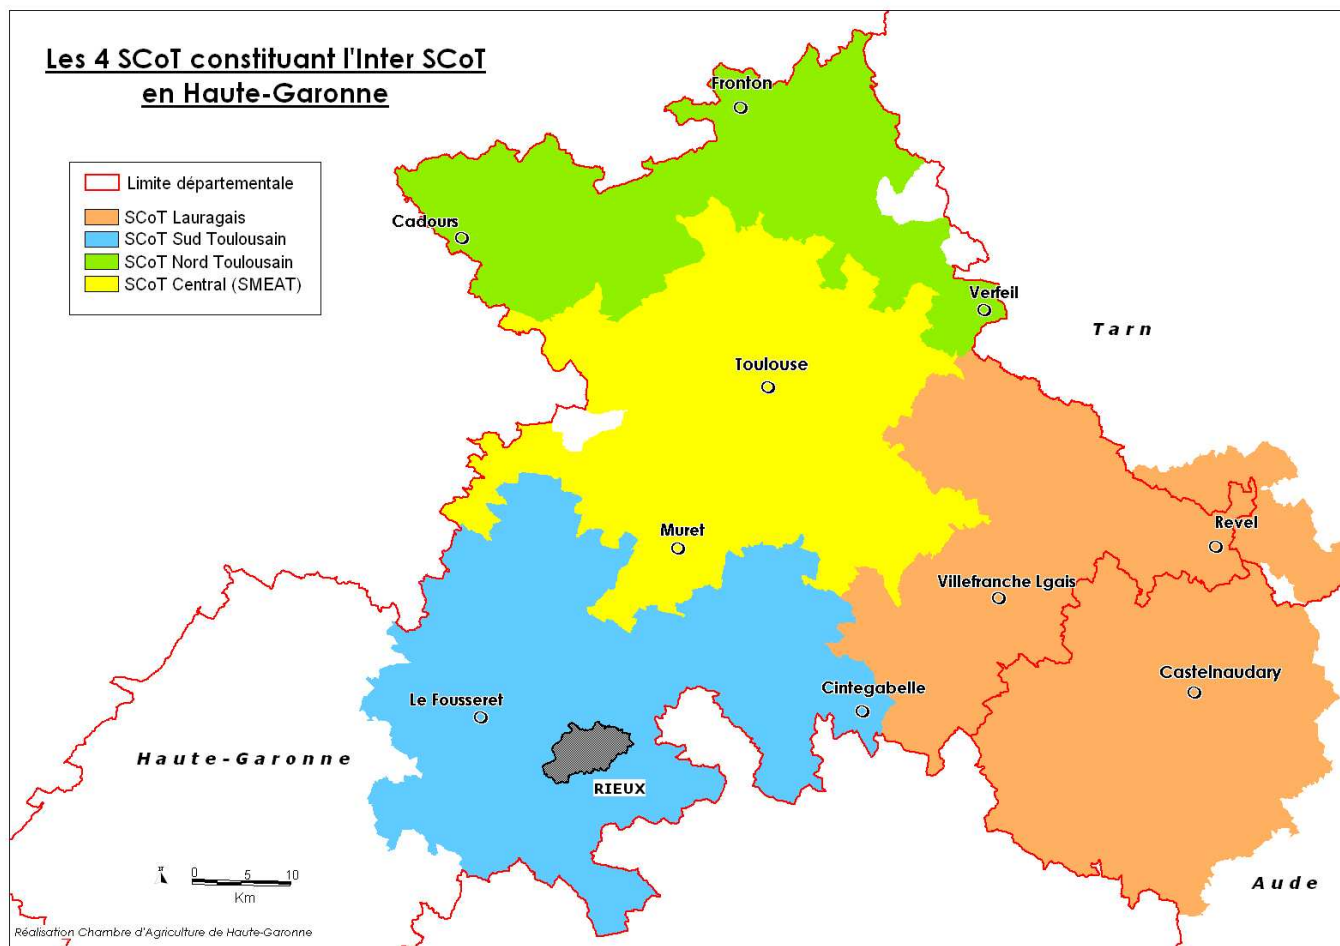 Les 4 SCoT constituant l'Inter SCoT
en Haute-Garonne
Limite départementale
SCoT Lauragais
SCoT Sud Toulousain
SCoT Nord Toulousain
SCoT Central (SMEAT)
Fronton
Cadours
Verfeil
Tarn
Toulouse
Muret
Revel
Villefranche Lgais
Castelnaudary
Cintegabelle
Le Fousseret
Haute-Garonne
RIEUX
Aude
0 5 10
Km
Réalisation Chambre d'Agriculture de Haute-Garonne